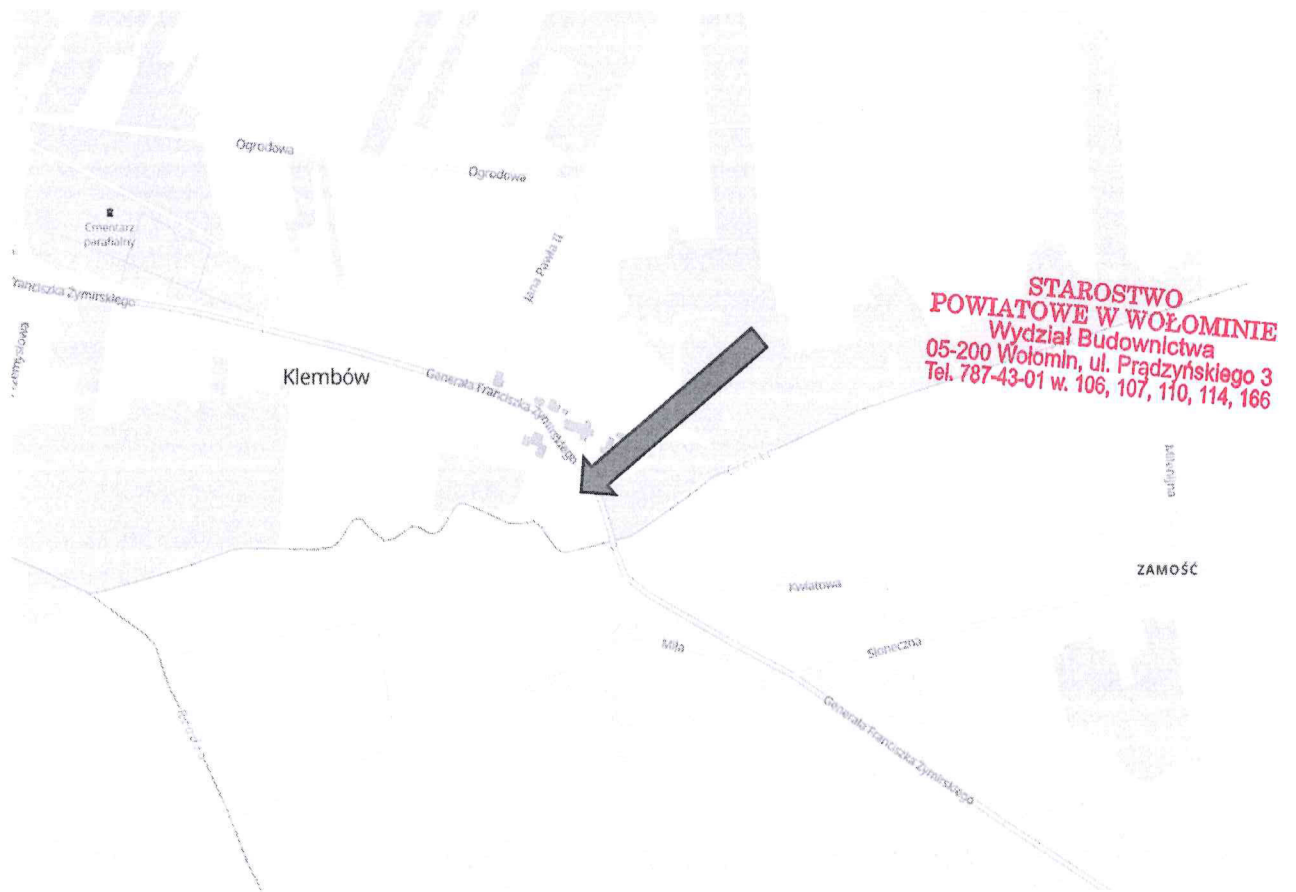 Ogrodowa
Ogrodowa
Cmentarz
parafialny
Jana Pawła II
Franciszka Żymirskiego
STAROSTWO
POWIATOWE W WOŁOMINIE
Wydział Budownictwa
05-200 Wołomin, ul. Prądzyńskiego 3
Tel. 787-43-01 w. 106, 107, 110, 114, 166
Klembów
Generała Franciszka Żymirskiego
ZAMOŚĆ
Kwiatowa
Miła
Słoneczna
Generała Franciszka Żymirskiego